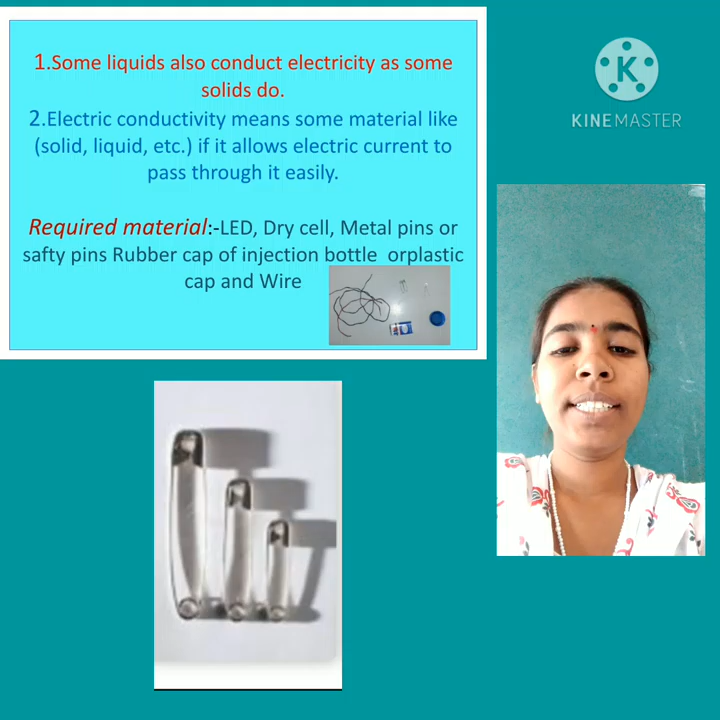 1.Some liquids also conduct electricity as some
solids do.
2.Electric conductivity means some material like
(solid, liquid, etc.) if it allows electric current to
pass through it easily.
Required material:-LED, Dry cell, Metal pins or
safty pins Rubber cap of injection bottle orplastic
cap and Wire
K
KINEMASTER